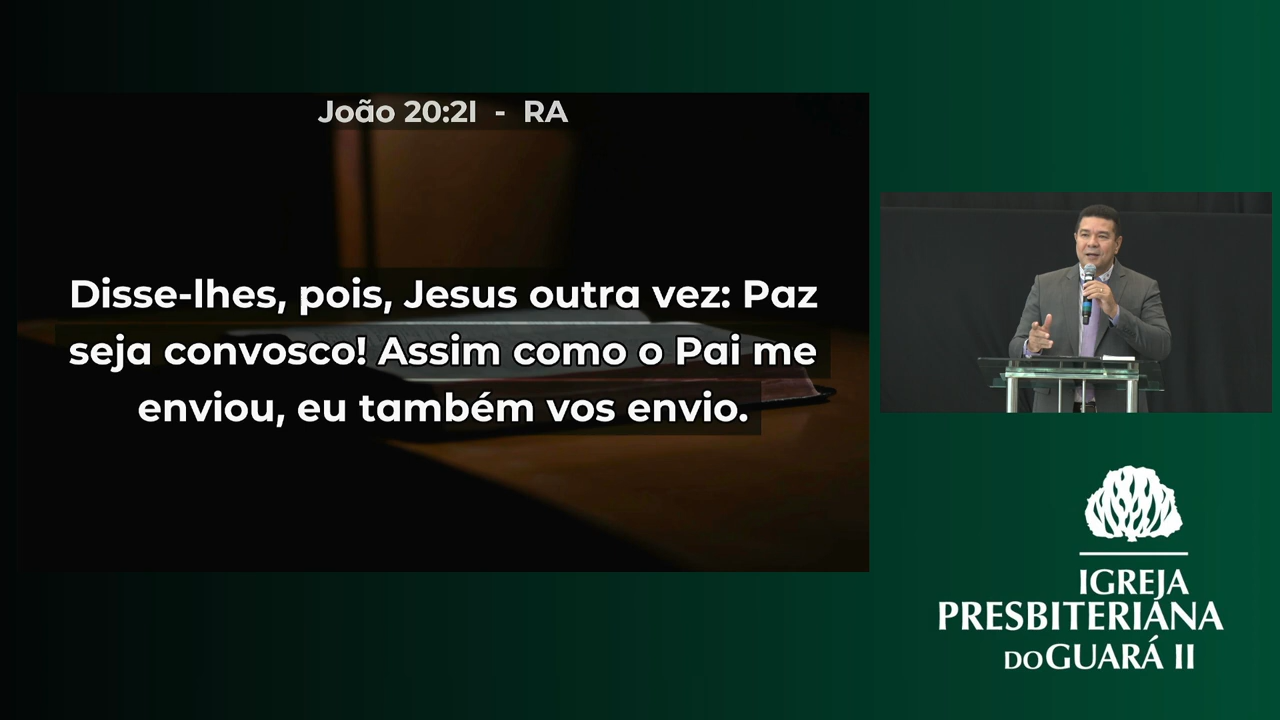 João 20:21 - RA
Disse-lhes, pois, Jesus outra vez: Paz
seja convosco! Assim como o Pai me
enviou, eu também vos envio.
IGREJA
PRESBITERIANA
DO GUARÁ II